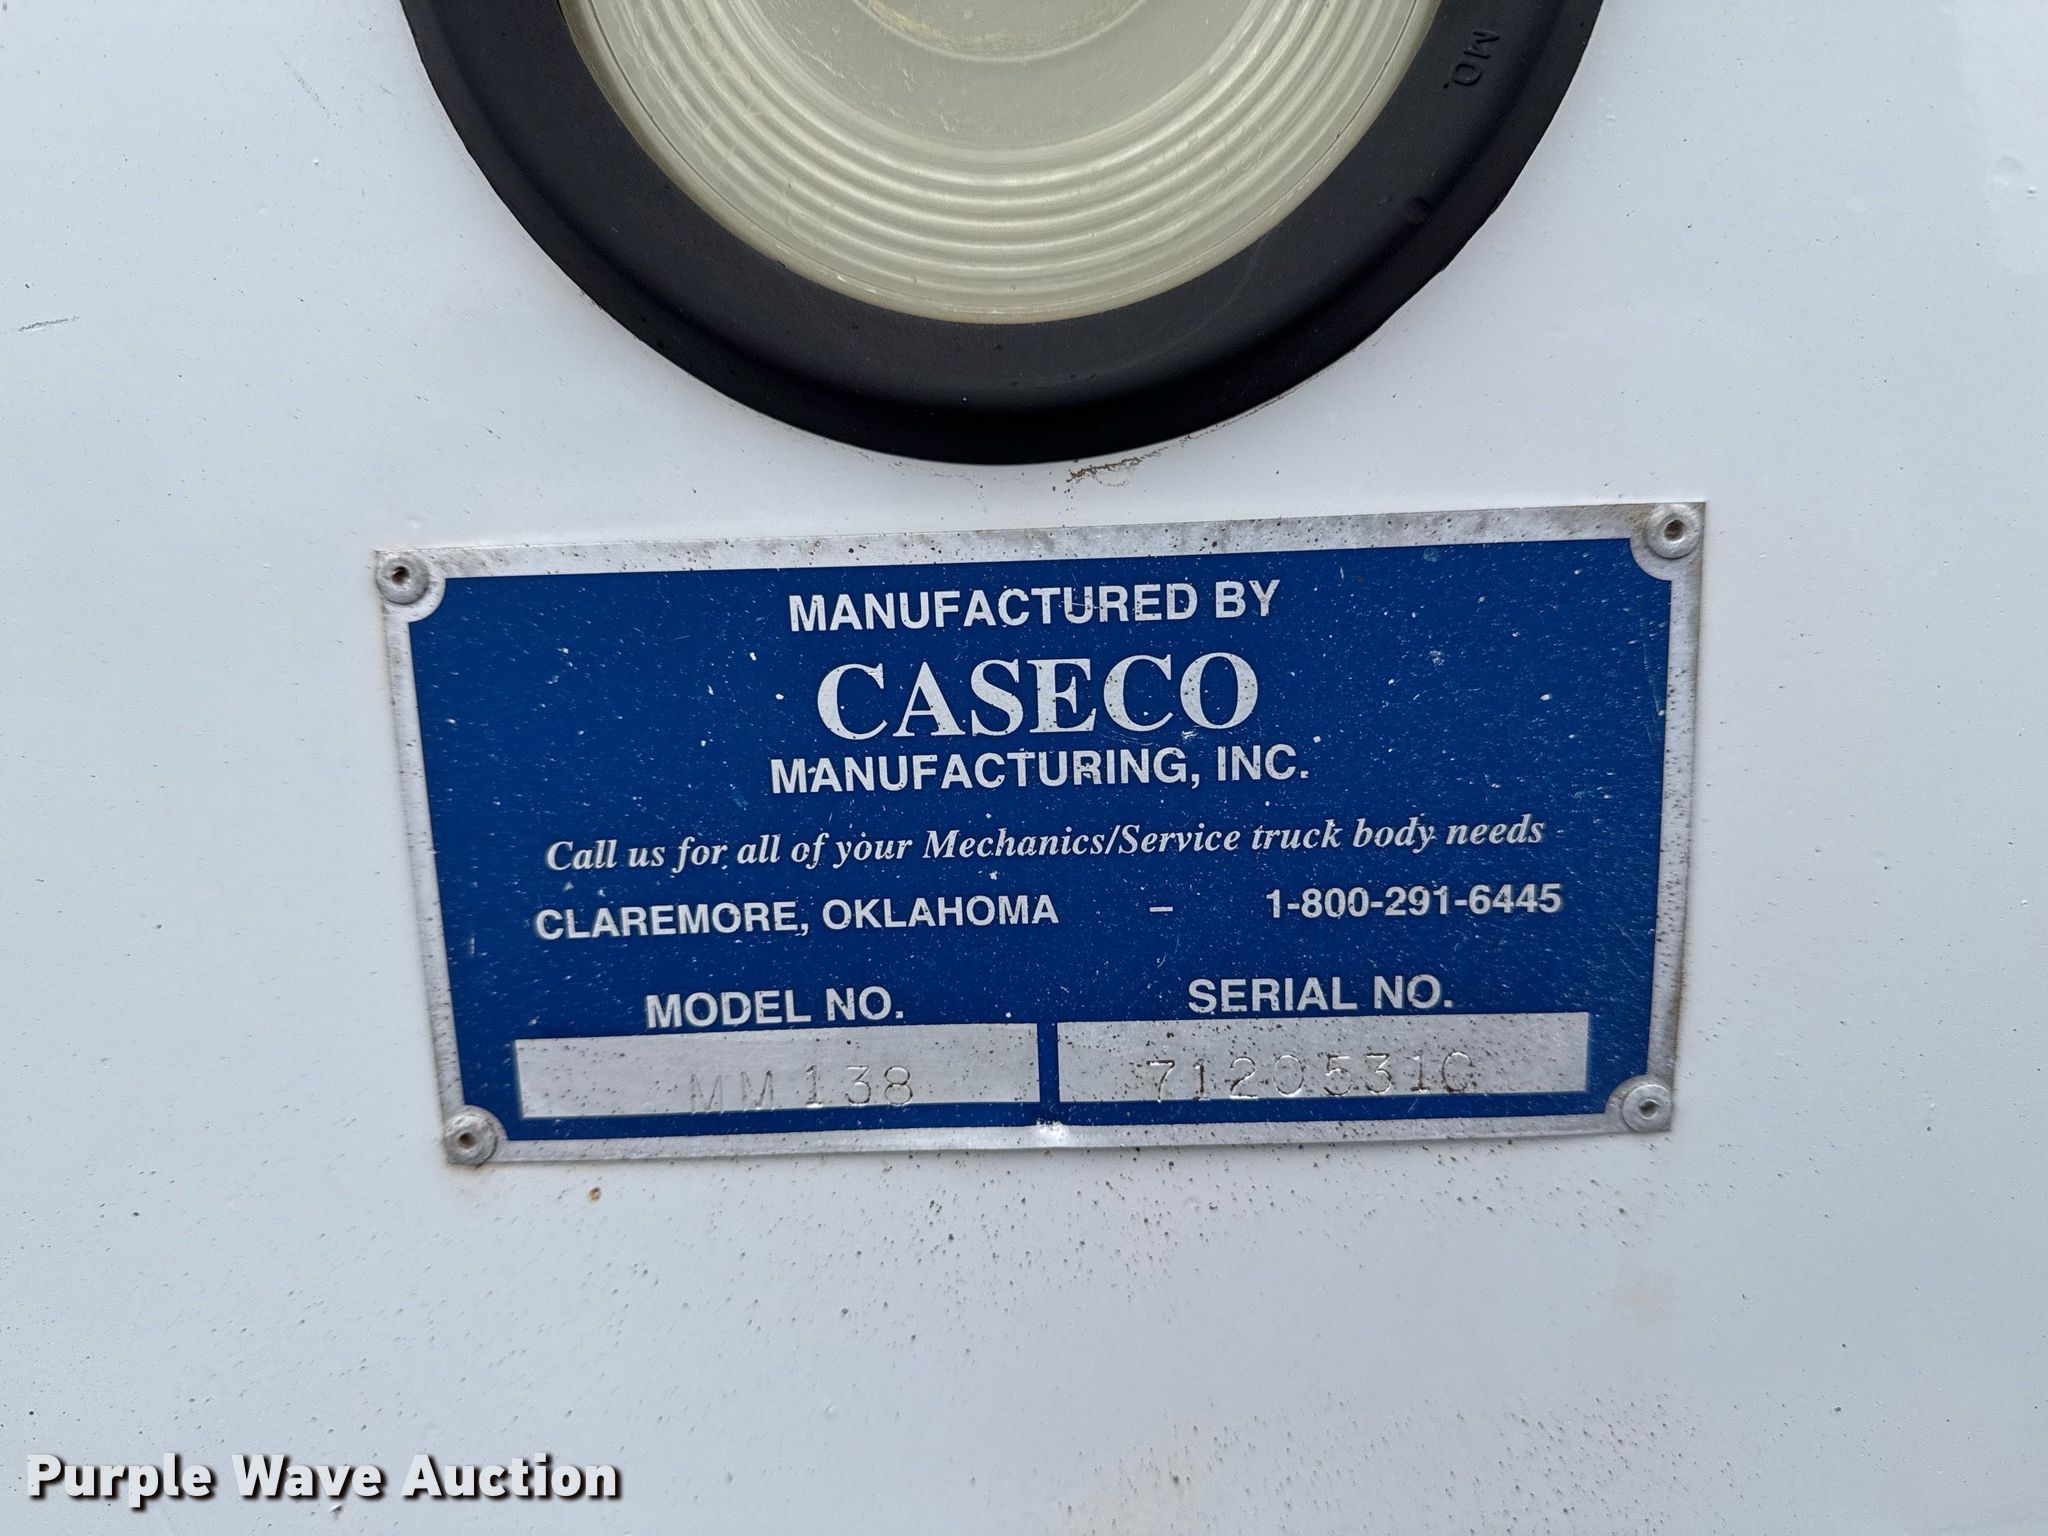 MO.
MANUFACTURED BY
CASECO
MANUFACTURING, INC.
Call us for all of your Mechanics/Service truck body needs
CLAREMORE, OKLAHOMA – 1-800-291-6445
MODEL NO. SERIAL NO.
MM138 71205310
Purple Wave Auction